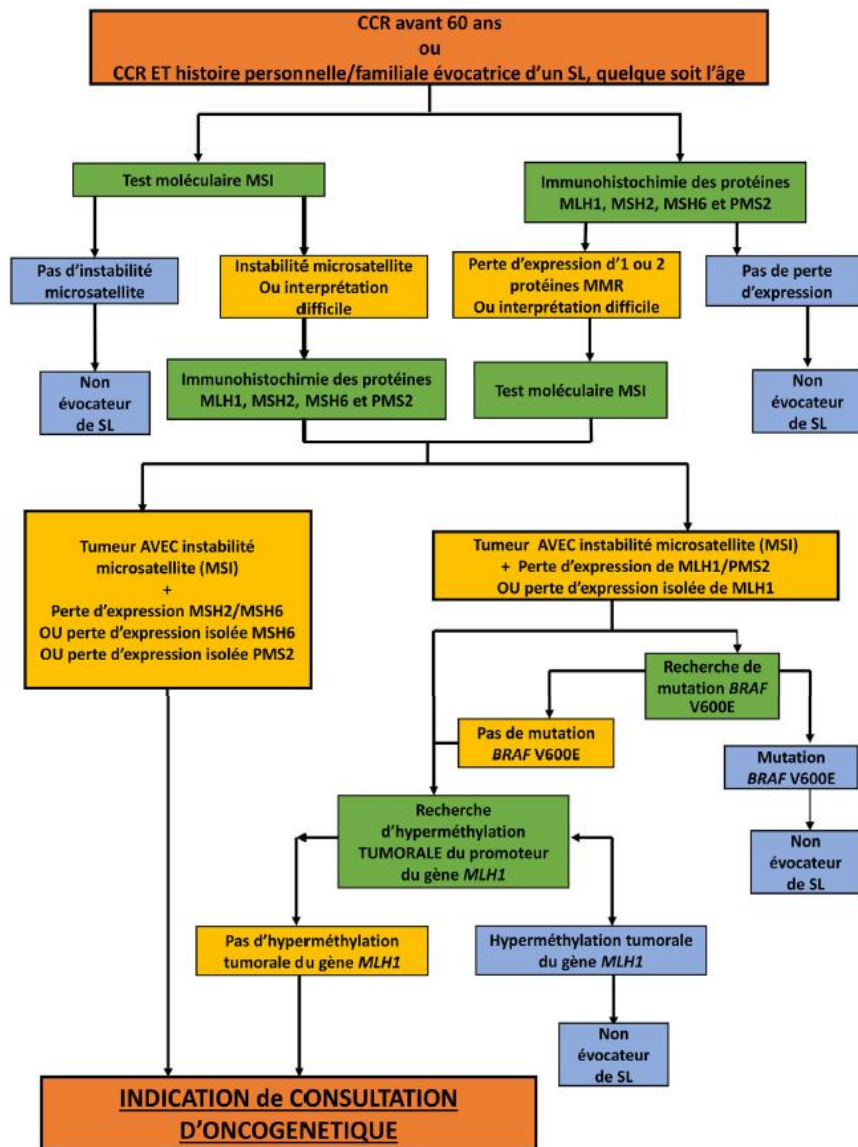 CCR avant 60 ans
ou
CCR ET histoire personnelle/familiale évocatrice d'un SL, quelque soit l'âge
Test moléculaire MSI
Immunohistochimie des protéines
MLH1, MSH2, MSH6 et PMS2
Pas d'instabilité
microsatellite
Instabilité microsatellite
Ou interprétation
difficile
Perte d'expression d'1 ou 2
protéines MMR
Ou interprétation difficile
Pas de perte
d'expression
Non
évocateur
de SL
Immunohistochimie des protéines
MLH1, MSH2, MSH6 et PMS2
Test moléculaire MSI
Non
évocateur
de SL
Tumeur AVEC instabilité
microsatellite (MSI)
+
Perte d'expression MSH2/MSH6
OU perte d'expression isolée MSH6
OU perte d'expression isolée PMS2
Tumeur AVEC instabilité microsatellite (MSI)
+ Perte d'expression de MLH1/PMS2
OU perte d'expression isolée de MLH1
Recherche de
mutation BRAF
V600E
Pas de mutation
BRAF V600E
Mutation
BRAF V600E
Recherche
d'hyperméthylation
TUMORALE du promoteur
du gène MLH1
Non
évocateur
de SL
Pas d'hyperméthylation
tumorale du gène MLH1
Hyperméthylation tumorale
du gène MLH1
Non
évocateur
de SL
INDICATION de CONSULTATION
D'ONCOGENETIQUE